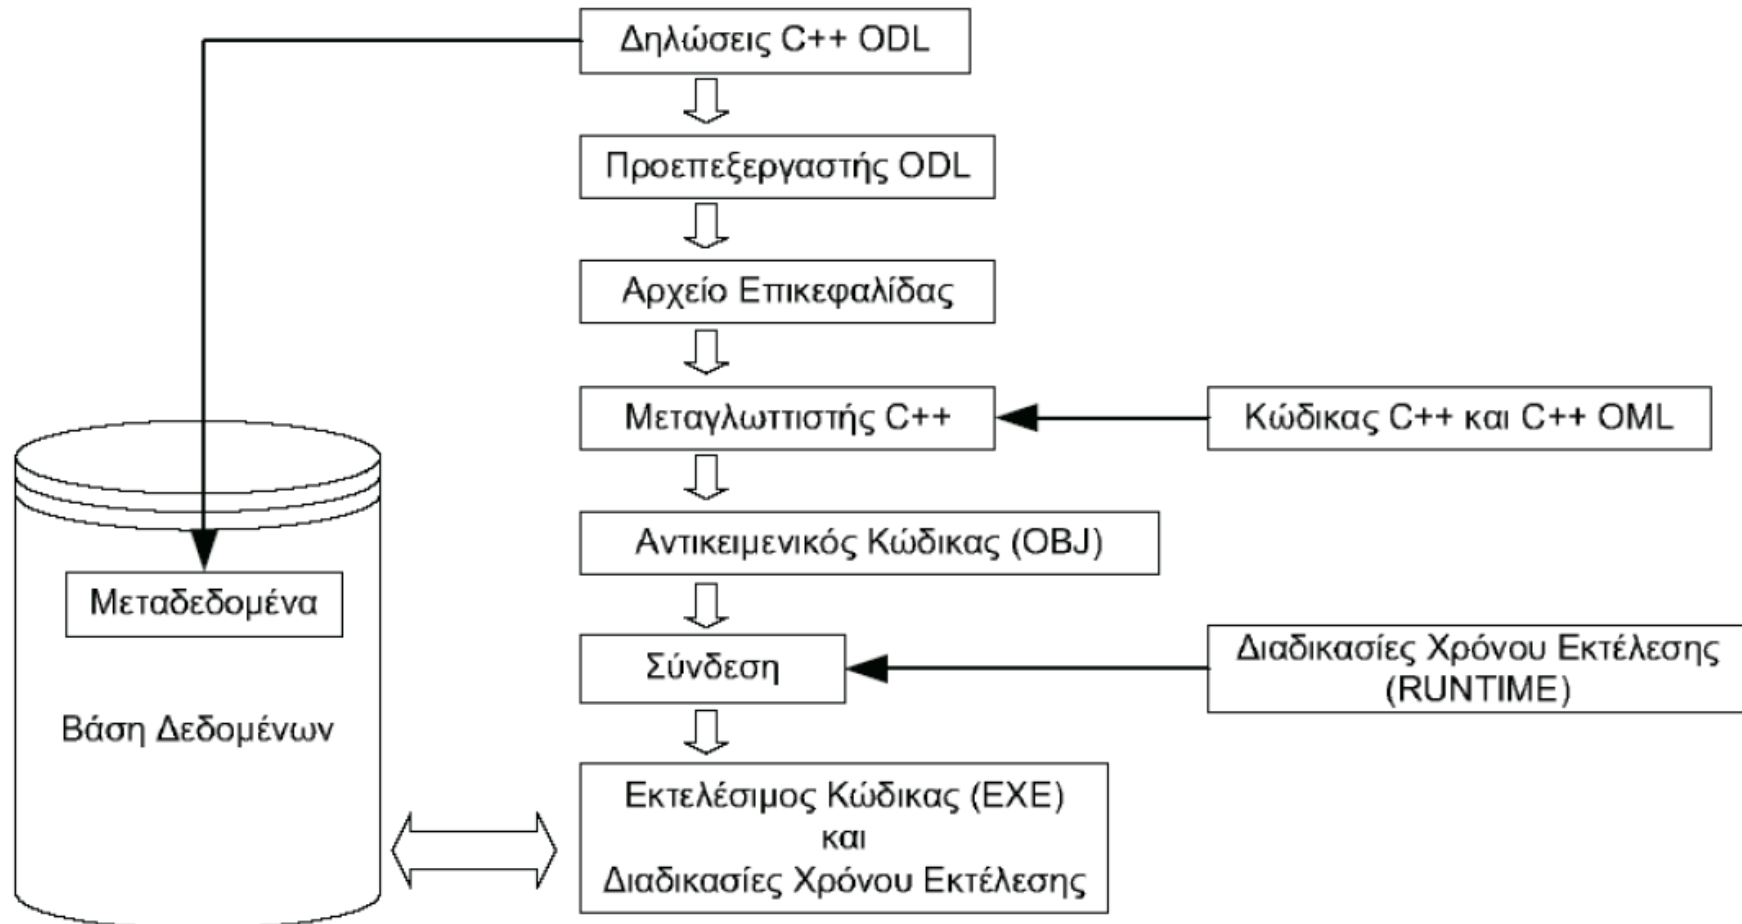 Δηλώσεις C++ ODL
Προεπεξεργαστής ODL
Αρχείο Επικεφαλίδας
Μεταγλωττιστής C++
Κώδικας C++ και C++ OML
Αντικειμενικός Κώδικας (OBJ)
Μεταδεδομένα
Σύνδεση
Διαδικασίες Χρόνου Εκτέλεσης
(RUNTIME)
Βάση Δεδομένων
Εκτελέσιμος Κώδικας (EXE)
και
Διαδικασίες Χρόνου Εκτέλεσης